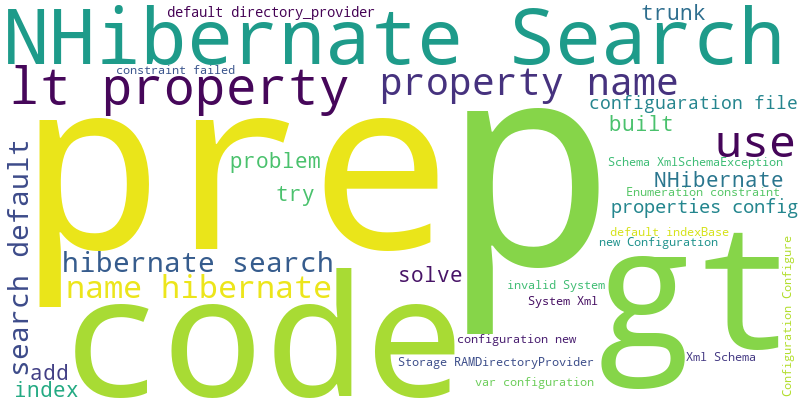 default directory_provider
trunk
NHibernate Search
constraint failed
lt property
property name
configuaration file
built
use
pre
p
problem
try
Schema XmlSchemaException
NHibernate
Enumeration constraint
properties config
search default
default indexBase
new Configuration
hibernate search
name hibernate
solve
invalid System
System Xml
gt
code
configuration new
Storage RAMDirectoryProvider
Xml Schema
var configuration
add
index
Configuration Configure